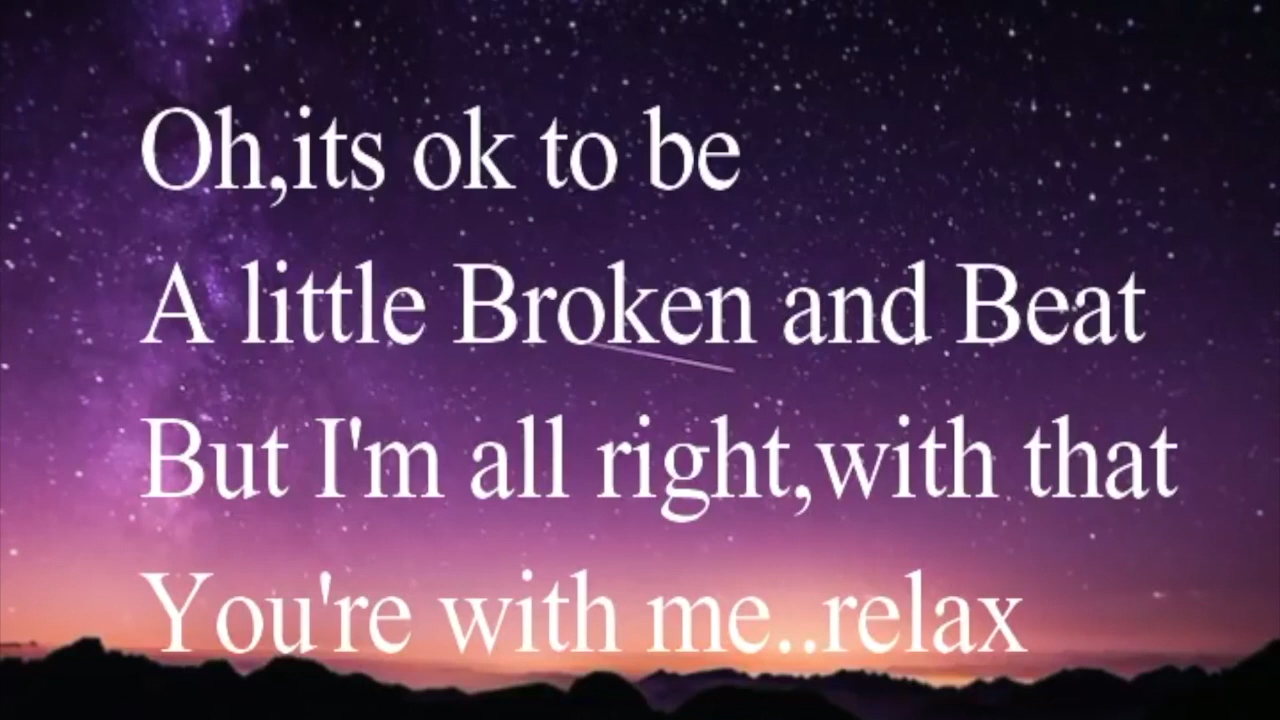 Oh,its ok to be
A little Broken and Beat
But I'm all right,with that
You're with me..relax